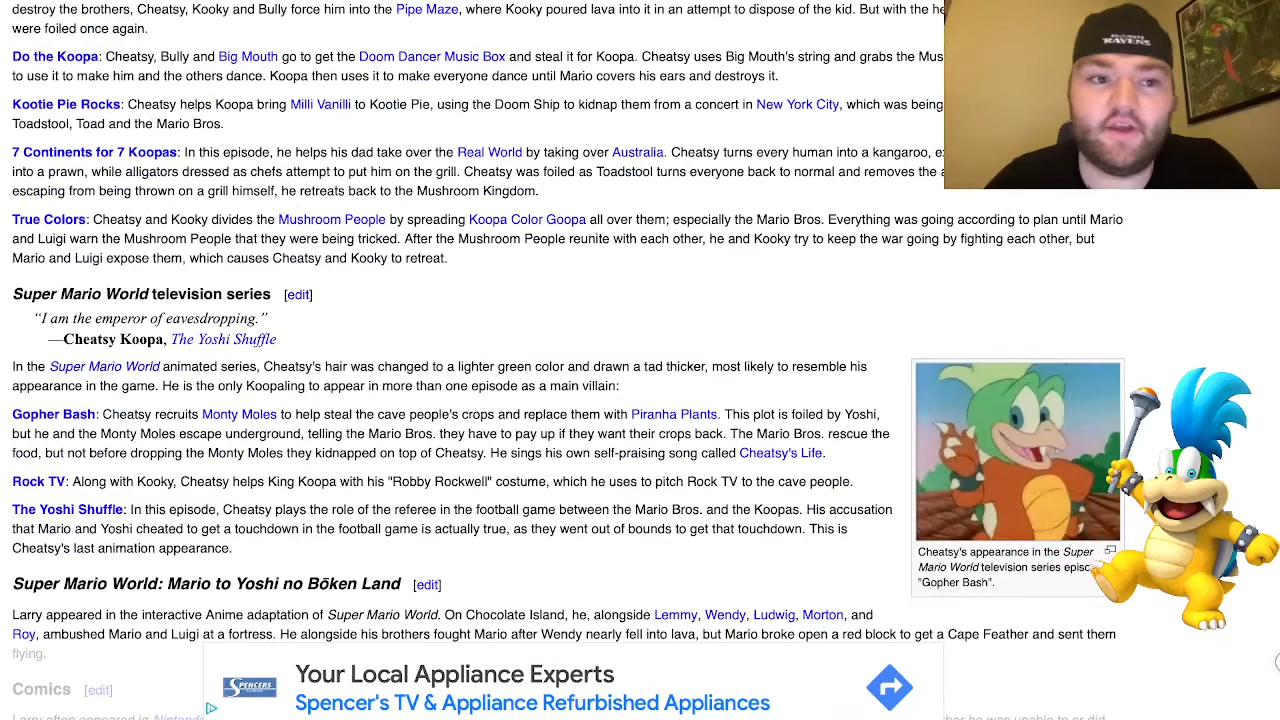 destroy the brothers, Cheatsy, Kooky and Bully force him into the Pipe Maze, where Kooky poured lava into it in an attempt to dispose of the kid. But with the he
were foiled once again.
Do the Koopa: Cheatsy, Bully and Big Mouth go to get the Doom Dancer Music Box and steal it for Koopa. Cheatsy uses Big Mouth's string and grabs the Mus
to use it to make him and the others dance. Koopa then uses it to make everyone dance until Mario covers his ears and destroys it.
Kootie Pie Rocks: Cheatsy helps Koopa bring Milli Vanilli to Kootie Pie, using the Doom Ship to kidnap them from a concert in New York City, which was being
Toadstool, Toad and the Mario Bros.
7 Continents for 7 Koopas: In this episode, he helps his dad take over the Real World by taking over Australia. Cheatsy turns every human into a kangaroo, e
into a prawn, while alligators dressed as chefs attempt to put him on the grill. Cheatsy was foiled as Toadstool turns everyone back to normal and removes the a
escaping from being thrown on a grill himself, he retreats back to the Mushroom Kingdom.
RAVENS
True Colors: Cheatsy and Kooky divides the Mushroom People by spreading Koopa Color Goopa all over them; especially the Mario Bros. Everything was going according to plan until Mario
and Luigi warn the Mushroom People that they were being tricked. After the Mushroom People reunite with each other, he and Kooky try to keep the war going by fighting each other, but
Mario and Luigi expose them, which causes Cheatsy and Kooky to retreat.
Super Mario World television series [edit]
“I am the emperor of eavesdropping.”
—Cheatsy Koopa, The Yoshi Shuffle
In the Super Mario World animated series, Cheatsy's hair was changed to a lighter green color and drawn a tad thicker, most likely to resemble his
appearance in the game. He is the only Koopaling to appear in more than one episode as a main villain:
Gopher Bash: Cheatsy recruits Monty Moles to help steal the cave people's crops and replace them with Piranha Plants. This plot is foiled by Yoshi,
but he and the Monty Moles escape underground, telling the Mario Bros. they have to pay up if they want their crops back. The Mario Bros. rescue the
food, but not before dropping the Monty Moles they kidnapped on top of Cheatsy. He sings his own self-praising song called Cheatsy's Life.
Rock TV: Along with Kooky, Cheatsy helps King Koopa with his "Robby Rockwell" costume, which he uses to pitch Rock TV to the cave people.
The Yoshi Shuffle: In this episode, Cheatsy plays the role of the referee in the football game between the Mario Bros. and the Koopas. His accusation
that Mario and Yoshi cheated to get a touchdown in the football game is actually true, as they went out of bounds to get that touchdown. This is
Cheatsy's last animation appearance.
Cheatsy's appearance in the Super
Mario World television series episo
"Gopher Bash".
Super Mario World: Mario to Yoshi no Bōken Land [edit]
Larry appeared in the interactive Anime adaptation of Super Mario World. On Chocolate Island, he, alongside Lemmy, Wendy, Ludwig, Morton, and
Roy, ambushed Mario and Luigi at a fortress. He alongside his brothers fought Mario after Wendy nearly fell into lava, but Mario broke open a red block to get a Cape Feather and sent them
flying.
Comics [edit]
SPENCERS
Your Local Appliance Experts
Spencer's TV & Appliance Refurbished Appliances
Larry often appeared in Nintendo